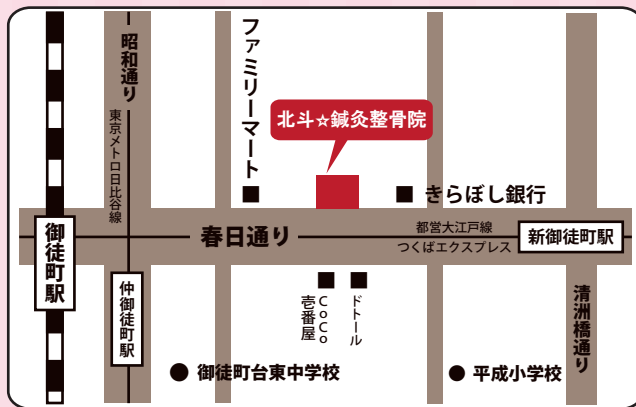 昭和通り
東京メトロ日比谷線
ファミリーマート
北斗☆鍼灸整骨院
きらぼし銀行
御徒町駅
春日通り
都営大江戸線
つくばエクスプレス
新御徒町駅
仲御徒町駅
CoCo
壱番屋
ドトール
清洲橋通り
御徒町台東中学校
平成小学校